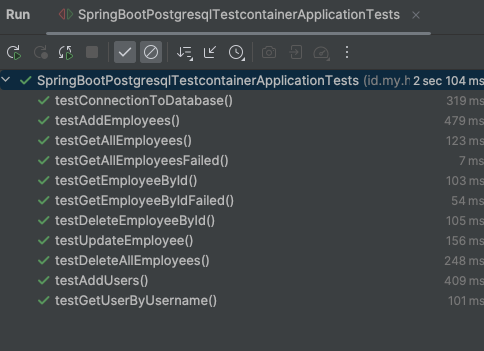 Run SpringBootPostgresqlTestcontainerApplicationTests
SpringBootPostgresqlTestcontainerApplicationTests (id.my.h 2 sec 104 ms
testConnectionToDatabase() 319 ms
testAddEmployees() 479 ms
testGetAllEmployees() 123 ms
testGetAllEmployeesFailed() 7 ms
testGetEmployeeById() 103 ms
testGetEmployeeByIdFailed() 54 ms
testDeleteEmployeeById() 105 ms
testUpdateEmployee() 156 ms
testDeleteAllEmployees() 248 ms
testAddUsers() 409 ms
testGetUserByUsername() 101 ms